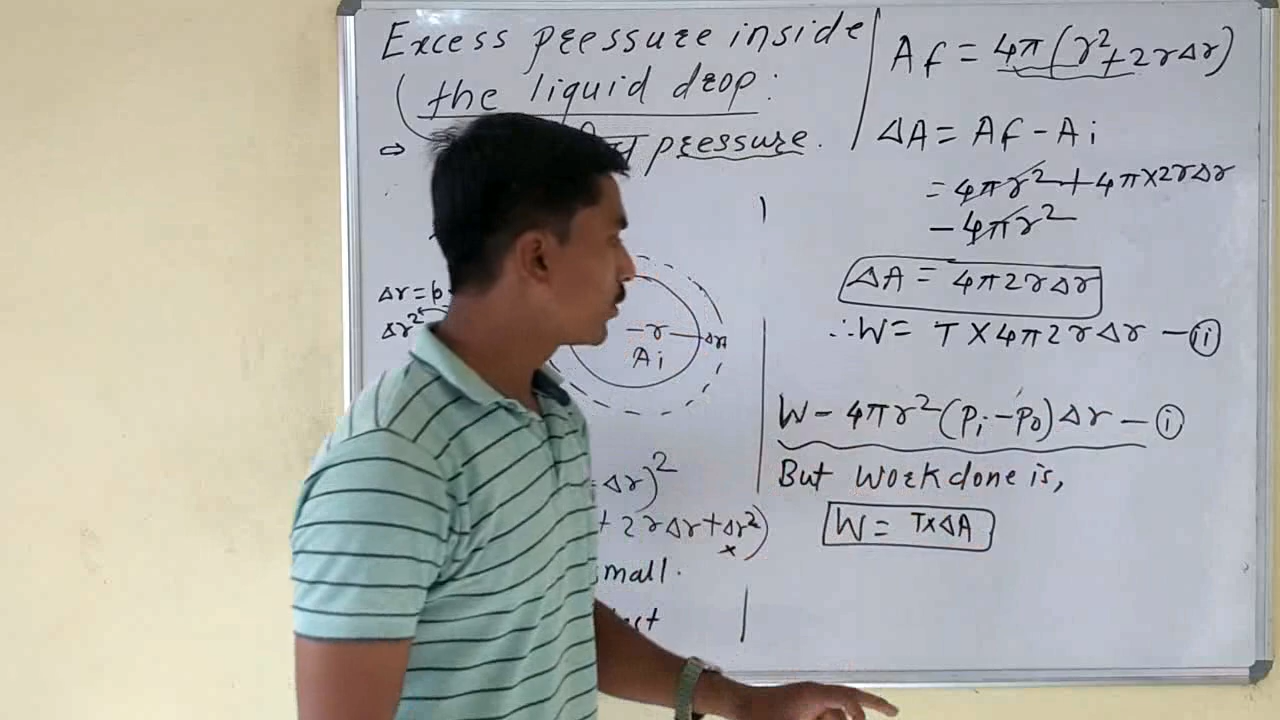 Excess pressure inside
the liquid drop:
⇨ pressure.
Δr =
Δr²
r
Δr
Ai
Δr)²
+ 2rΔr + Δr²)
×
small.
Af = 4π(r² + 2rΔr)
ΔA = Af - Ai
= 4πr² + 4π×2rΔr
- 4πr²
ΔA = 4π2rΔr
∴ W = T × 4π2rΔr - ii
W - 4πr²(Pi - Po)Δr - i
But workdone is,
W = T×ΔA